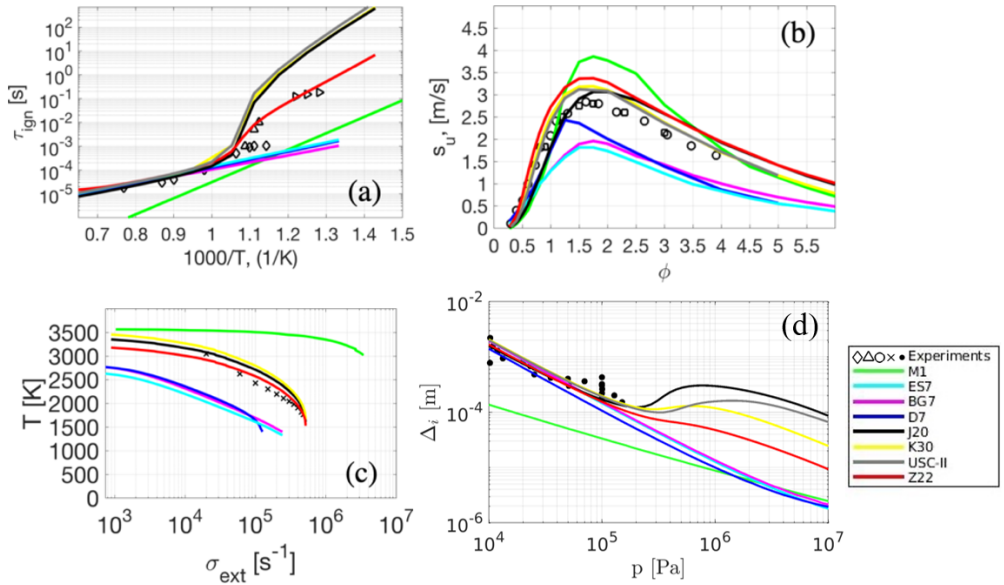 (a)
10^2
10^1
10^0
10^-1
10^-2
10^-3
10^-4
10^-5
τign [s]
0.7 0.8 0.9 1 1.1 1.2 1.3 1.4 1.5
1000/T, (1/K)
(b)
5
4.5
4
3.5
3
2.5
2
1.5
1
0.5
0
s_u, [m/s]
0 0.5 1 1.5 2 2.5 3 3.5 4 4.5 5 5.5
ϕ
(c)
3500
3000
2500
2000
1500
1000
500
0
T [K]
10^3 10^4 10^5 10^6 10^7
σ_ext [s^-1]
(d)
10^-2
10^-4
10^-6
Δ_i [m]
10^4 10^5 10^6 10^7
p [Pa]
Experiments
M1
ES7
BG7
D7
J20
K30
USC-II
Z22